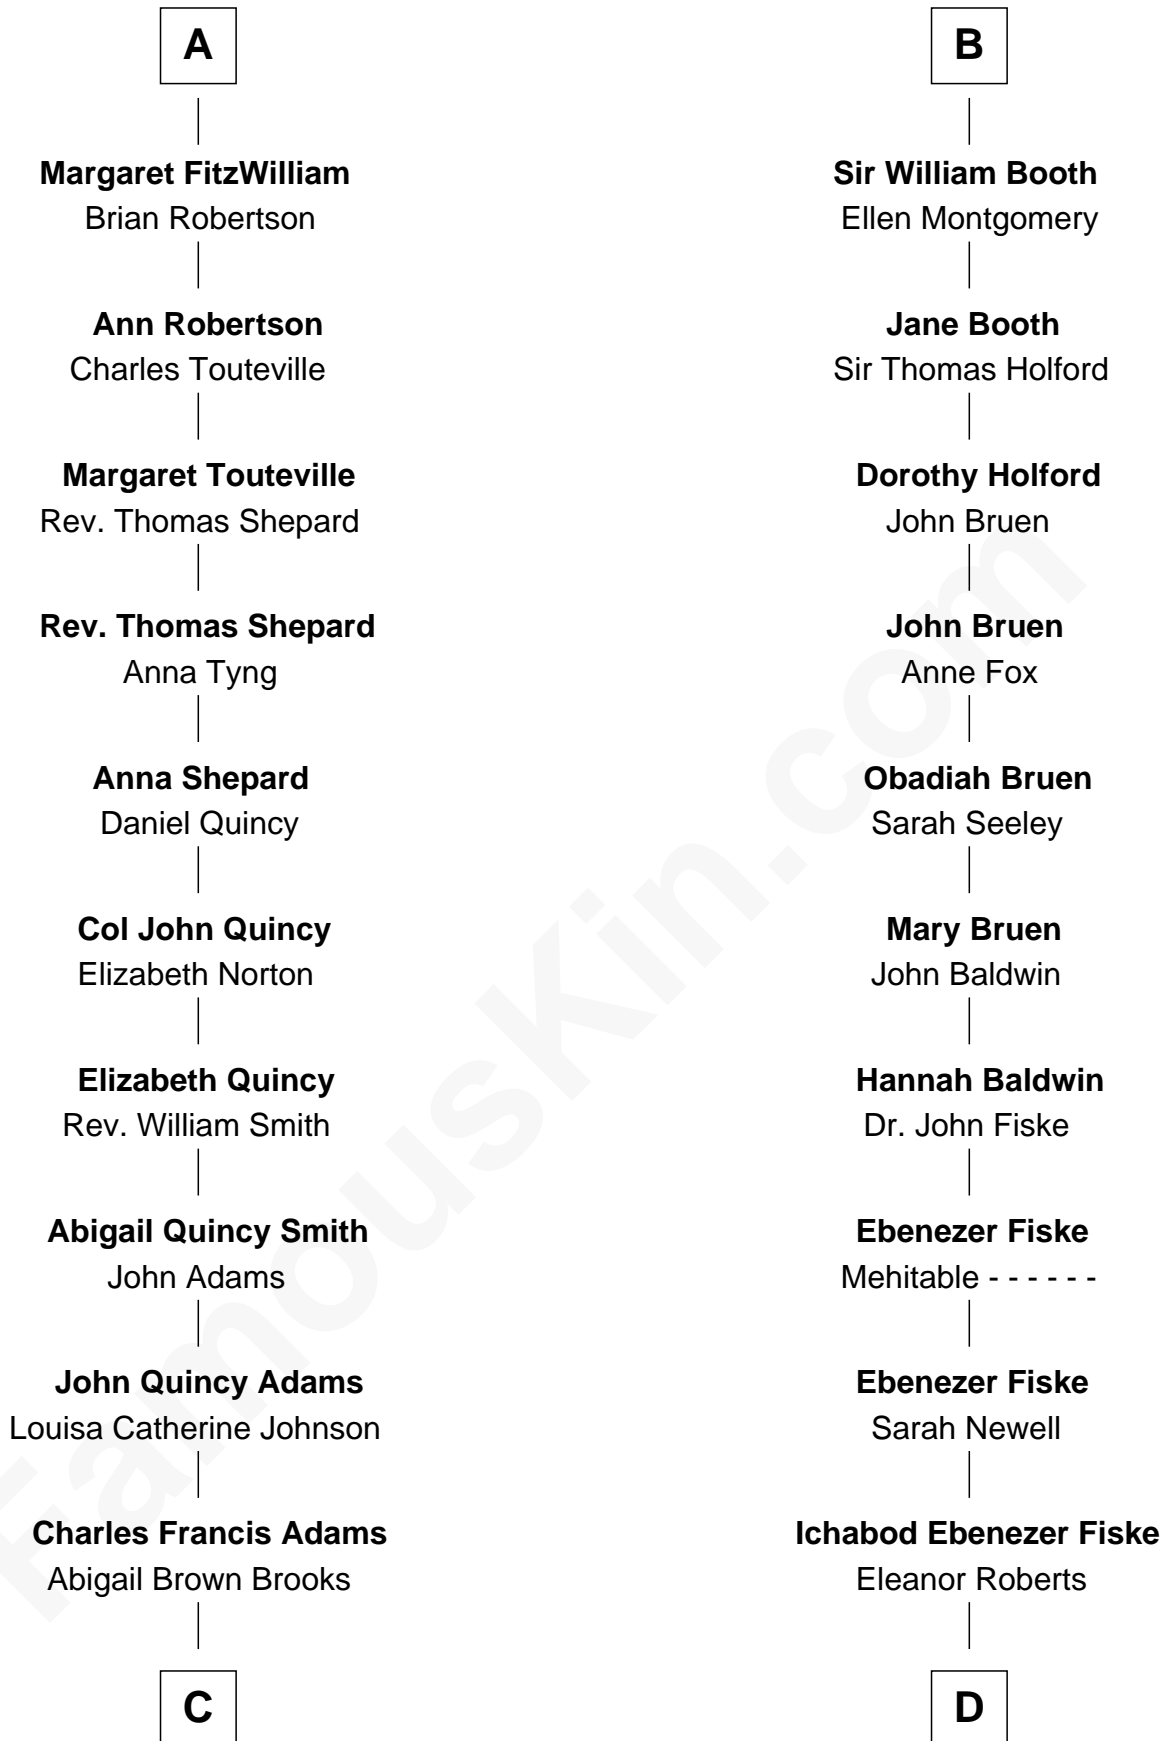 A
Margaret FitzWilliam
Brian Robertson
Ann Robertson
Charles Touteville
Margaret Touteville
Rev. Thomas Shepard
Rev. Thomas Shepard
Anna Tyng
Anna Shepard
Daniel Quincy
Col John Quincy
Elizabeth Norton
Elizabeth Quincy
Rev. William Smith
Abigail Quincy Smith
John Adams
John Quincy Adams
Louisa Catherine Johnson
Charles Francis Adams
Abigail Brown Brooks
C
B
Sir William Booth
Ellen Montgomery
Jane Booth
Sir Thomas Holford
Dorothy Holford
John Bruen
John Bruen
Anne Fox
Obadiah Bruen
Sarah Seeley
Mary Bruen
John Baldwin
Hannah Baldwin
Dr. John Fiske
Ebenezer Fiske
Mehitable - - - - - -
Ebenezer Fiske
Sarah Newell
Ichabod Ebenezer Fiske
Eleanor Roberts
D
FamousKin.com